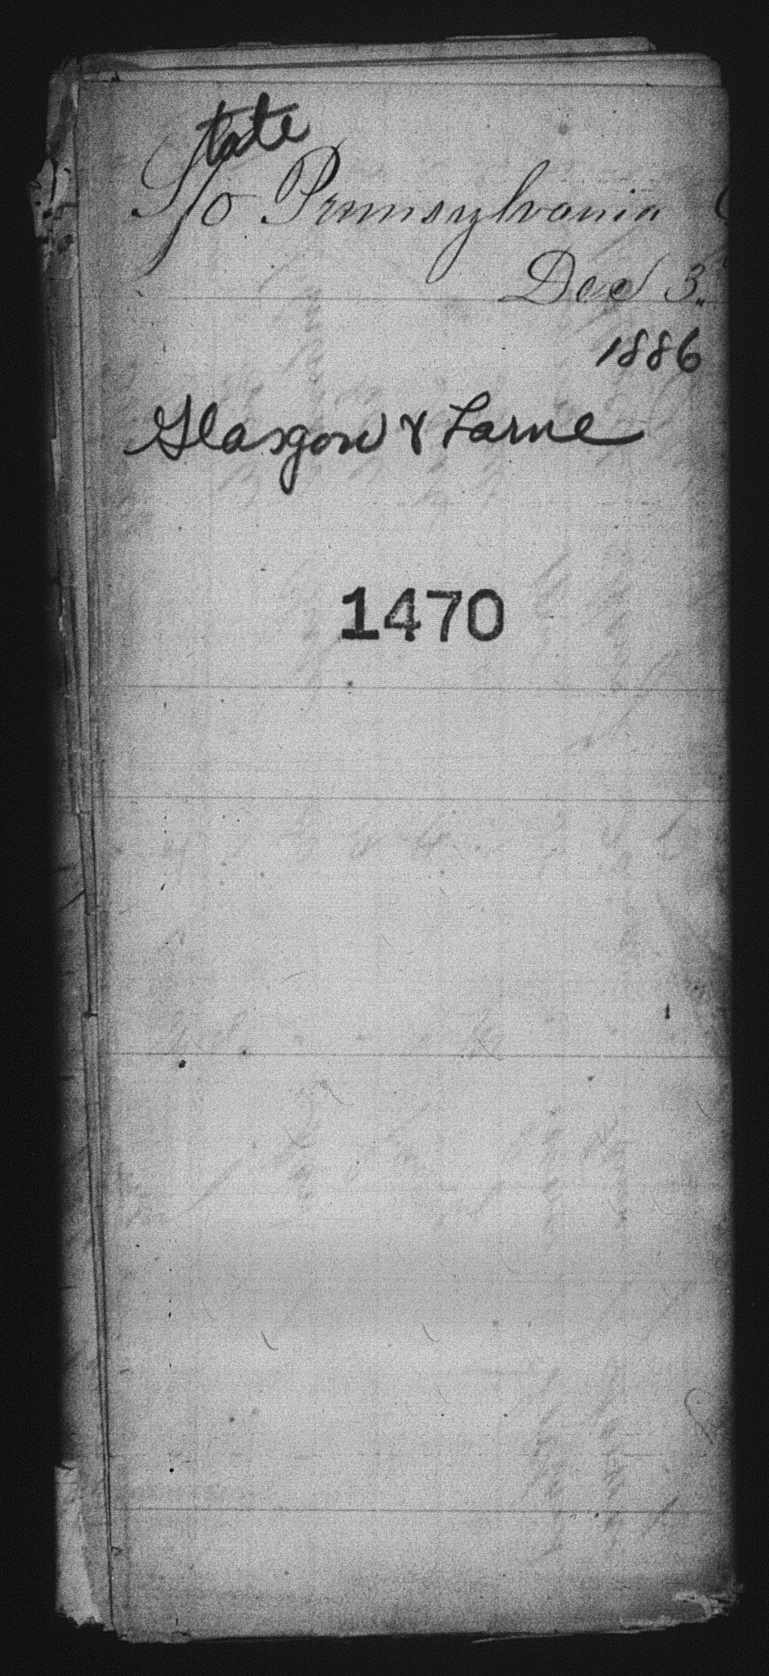 State
S/o Pennsylvania
Dec 3.
1886
Glasgow & Larne
1470